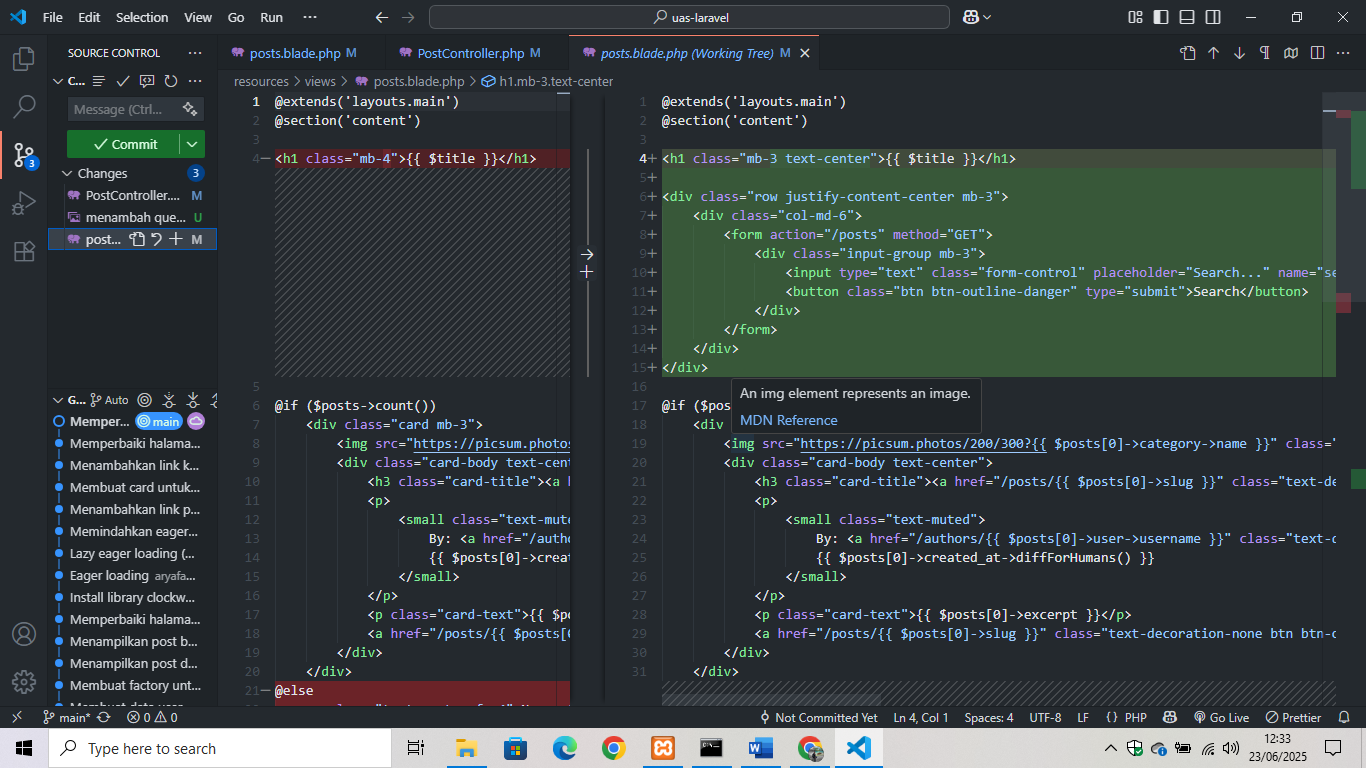 File Edit Selection View Go Run ··· uas-laravel
SOURCE CONTROL ···
C...
Message (Ctrl...
Commit
Changes 3
PostController.... M
menambah que... U
post... M
G... Auto
Memper... main
Memperbaiki halama...
Menambahkan link k...
Membuat card untuk...
Menambahkan link p...
Memindahkan eager...
Lazy eager loading (...
Eager loading aryafa...
Install library clockw...
Memperbaiki halama...
Menampilkan post b...
Menampilkan post d...
Membuat factory unt...
posts.blade.php M PostController.php M posts.blade.php (Working Tree) M
resources > views > posts.blade.php > h1.mb-3.text-center
1 @extends('layouts.main')
2 @section('content')
3
4 <h1 class="mb-4">{{ $title }}</h1>
5
6 @if ($posts->count())
7 <div class="card mb-3">
8 <img src="https://picsum.photos
9 <div class="card-body text-cent
10 <h3 class="card-title"><a h
11 <p>
12 <small class="text-mute
13 By: <a href="/autho
14 {{ $posts[0]->creat
15 </small>
16 </p>
17 <p class="card-text">{{ $po
18 <a href="/posts/{{ $posts[0
19 </div>
20 </div>
21 @else
1 @extends('layouts.main')
2 @section('content')
3
4+ <h1 class="mb-3 text-center">{{ $title }}</h1>
5+
6+ <div class="row justify-content-center mb-3">
7+ <div class="col-md-6">
8+ <form action="/posts" method="GET">
9+ <div class="input-group mb-3">
10+ <input type="text" class="form-control" placeholder="Search..." name="se
11+ <button class="btn btn-outline-danger" type="submit">Search</button>
12+ </div>
13+ </form>
14+ </div>
15+ </div>
16
An img element represents an image.
MDN Reference
17 @if ($pos
18 <div
19 <img src="https://picsum.photos/200/300?{{ $posts[0]->category->name }}" class="
20 <div class="card-body text-center">
21 <h3 class="card-title"><a href="/posts/{{ $posts[0]->slug }}" class="text-de
22 <p>
23 <small class="text-muted">
24 By: <a href="/authors/{{ $posts[0]->user->username }}" class="text-d
25 {{ $posts[0]->created_at->diffForHumans() }}
26 </small>
27 </p>
28 <p class="card-text">{{ $posts[0]->excerpt }}</p>
29 <a href="/posts/{{ $posts[0]->slug }}" class="text-decoration-none btn btn-c
30 </div>
31 </div>
main* 0 0 Not Committed Yet Ln 4, Col 1 Spaces: 4 UTF-8 LF {} PHP Go Live Prettier
Type here to search
12:33
23/06/2025